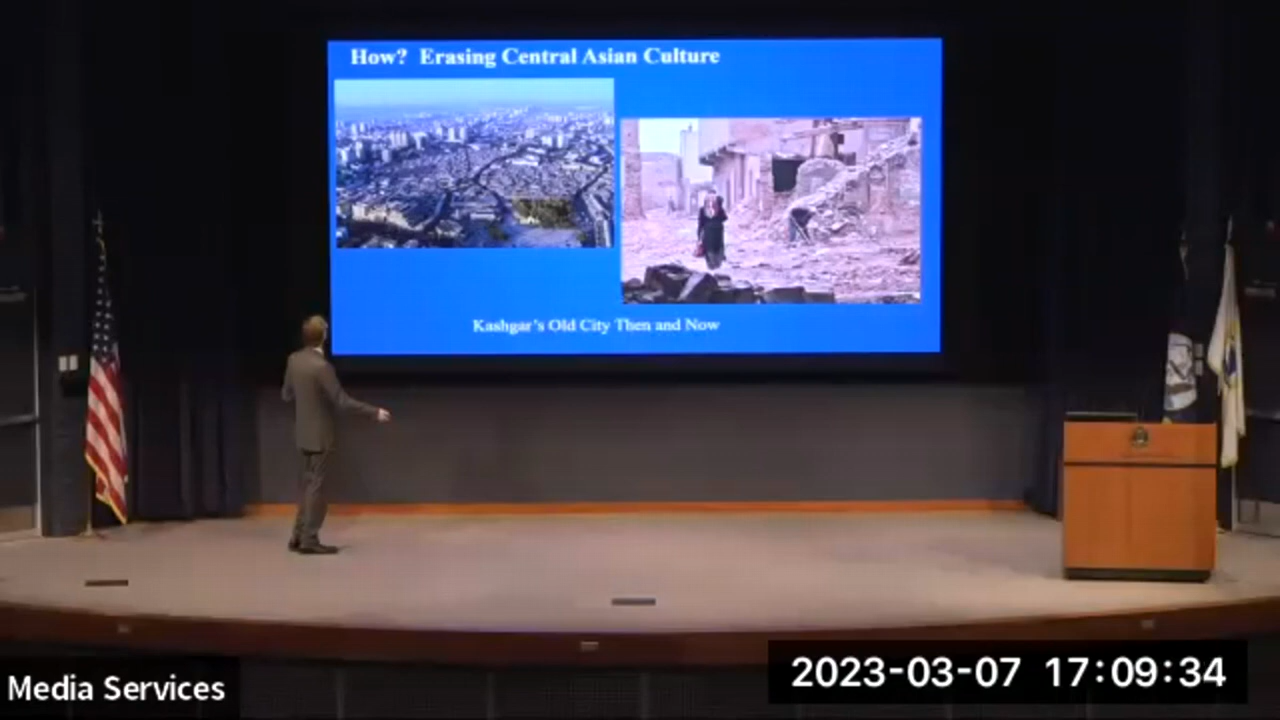 How? Erasing Central Asian Culture
Kashgar's Old City Then and Now
Media Services
2023-03-07 17:09:34